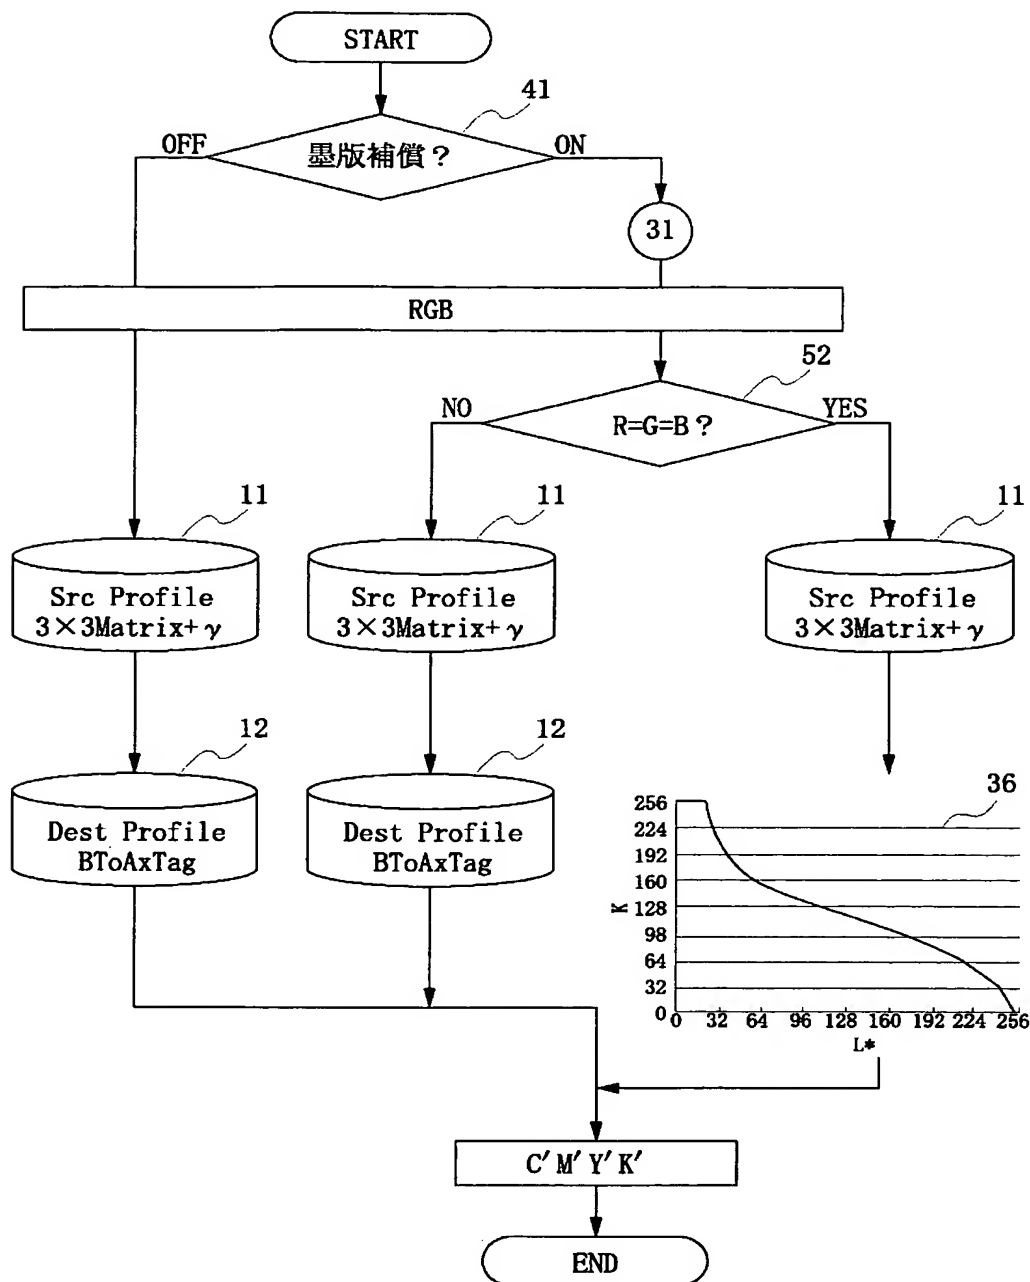 START
41
OFF
墨版補償?
ON
31
RGB
52
NO
R=G=B?
YES
11
Src Profile
3×3Matrix+γ
11
Src Profile
3×3Matrix+γ
11
Src Profile
3×3Matrix+γ
12
Dest Profile
BToAxTag
12
Dest Profile
BToAxTag
36
256
224
192
160
128
98
64
32
0
K
0 32 64 96 128 160 192 224 256
L*
C′M′Y′K′
END